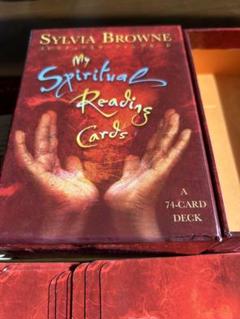 SYLVIA BROWNE
My
Spiritual
Reading
Cards
A
74-CARD
DECK